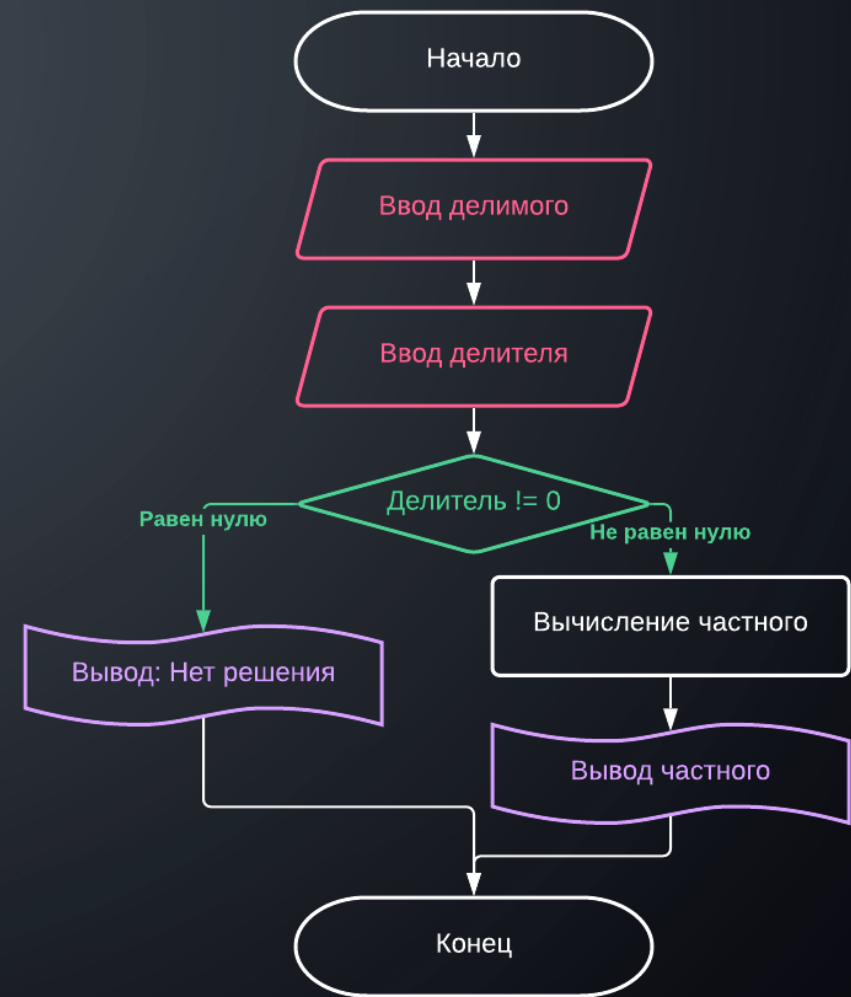 Начало
Ввод делимого
Ввод делителя
Делитель != 0
Равен нулю
Не равен нулю
Вычисление частного
Вывод: Нет решения
Вывод частного
Конец